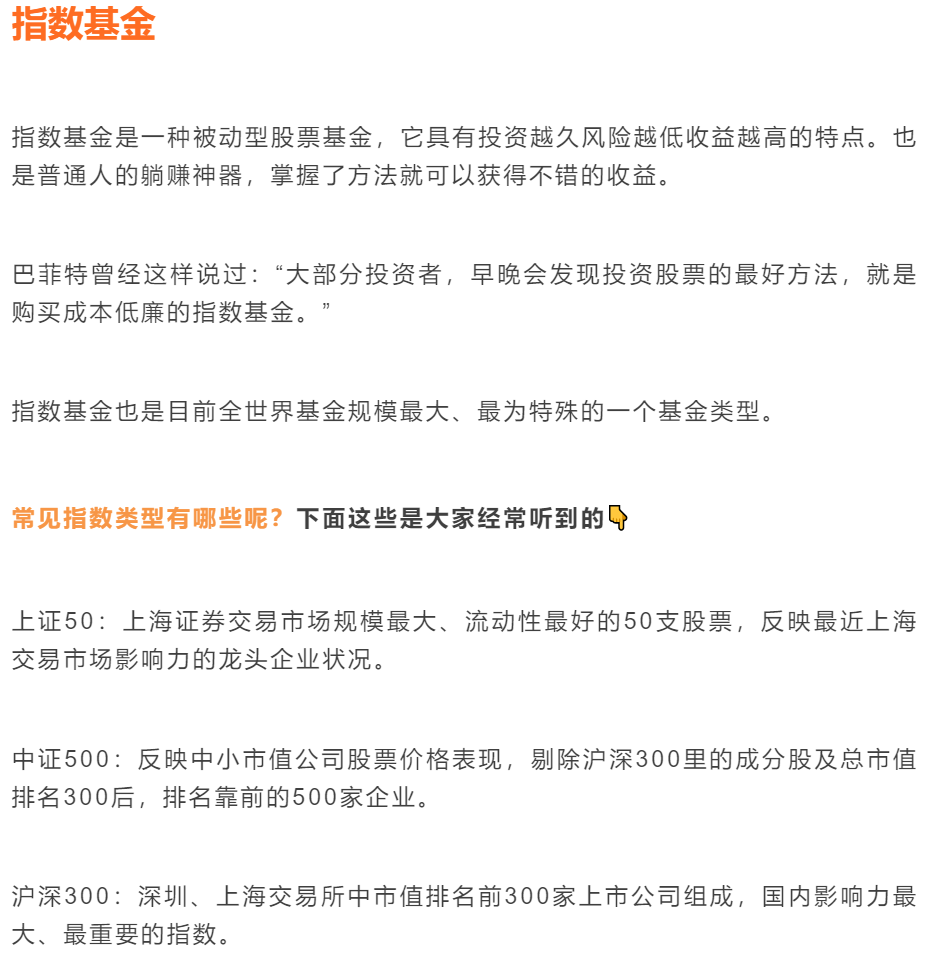 指数基金
指数基金是一种被动型股票基金，它具有投资越久风险越低收益越高的特点。也
是普通人的躺赚神器，掌握了方法就可以获得不错的收益。
巴菲特曾经这样说过：“大部分投资者，早晚会发现投资股票的最好方法，就是
购买成本低廉的指数基金。”
指数基金也是目前全世界基金规模最大、最为特殊的一个基金类型。
常见指数类型有哪些呢？下面这些是大家经常听到的👇
上证50：上海证券交易市场规模最大、流动性最好的50支股票，反映最近上海
交易市场影响力的龙头企业状况。
中证500：反映中小市值公司股票价格表现，剔除沪深300里的成分股及总市值
排名300后，排名靠前的500家企业。
沪深300：深圳、上海交易所中市值排名前300家上市公司组成，国内影响力最
大、最重要的指数。